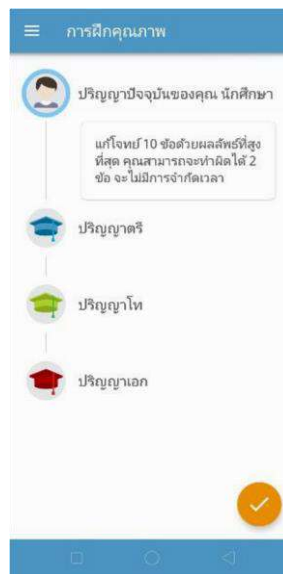 การฝึกคุณภาพ
ปริญญาปัจจุบันของคุณ นักศึกษา
แก้โจทย์ 10 ข้อด้วยผลลัพธ์ที่สูง
ที่สุด คุณสามารถจะทำผิดได้ 2
ข้อ จะไม่มีการจำกัดเวลา
ปริญญาตรี
ปริญญาโท
ปริญญาเอก